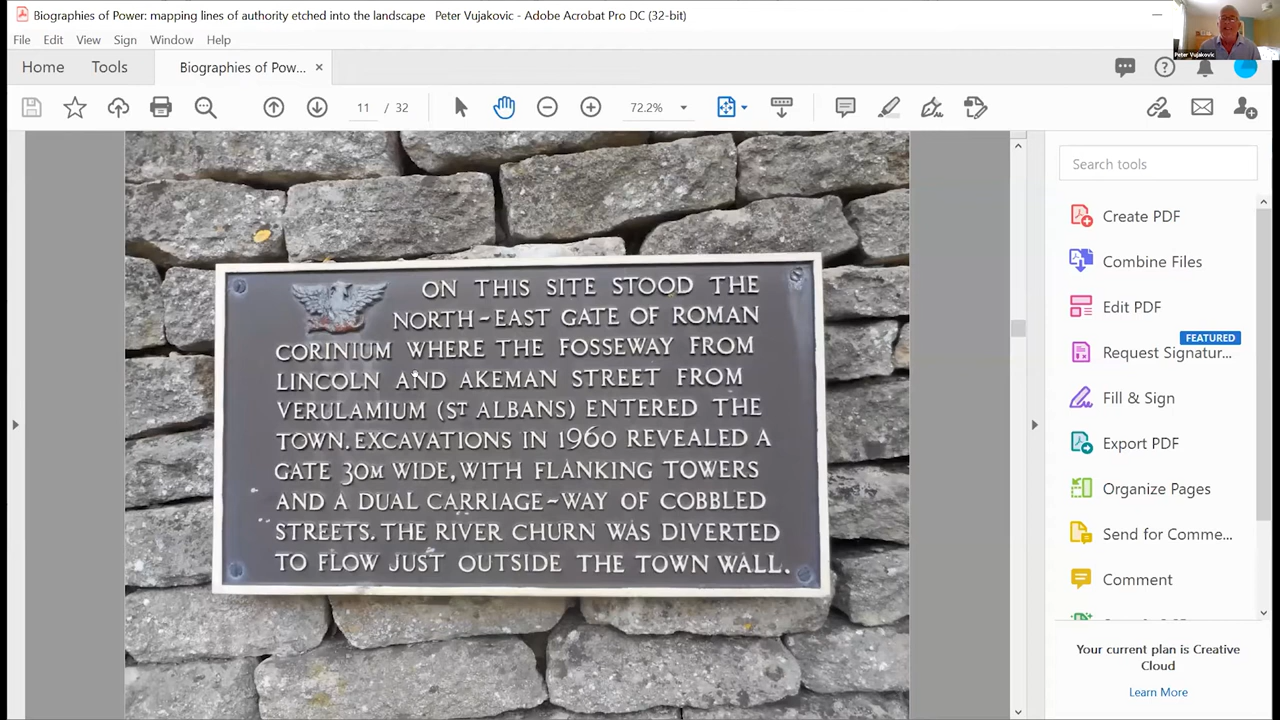 Biographies of Power: mapping lines of authority etched into the landscape   Peter Vujakovic - Adobe Acrobat Pro DC (32-bit)
Peter Vujakovic
File Edit View Sign Window Help
Home Tools Biographies of Pow... ×
11 / 32 72.2%
ON THIS SITE STOOD THE
NORTH-EAST GATE OF ROMAN
CORINIUM WHERE THE FOSSEWAY FROM
LINCOLN AND AKEMAN STREET FROM
VERULAMIUM (ST ALBANS) ENTERED THE
TOWN. EXCAVATIONS IN 1960 REVEALED A
GATE 30M WIDE, WITH FLANKING TOWERS
AND A DUAL CARRIAGE-WAY OF COBBLED
STREETS. THE RIVER CHURN WAS DIVERTED
TO FLOW JUST OUTSIDE THE TOWN WALL.
Search tools
Create PDF
Combine Files
Edit PDF
FEATURED
Request Signatur...
Fill & Sign
Export PDF
Organize Pages
Send for Comme...
Comment
Your current plan is Creative
Cloud
Learn More